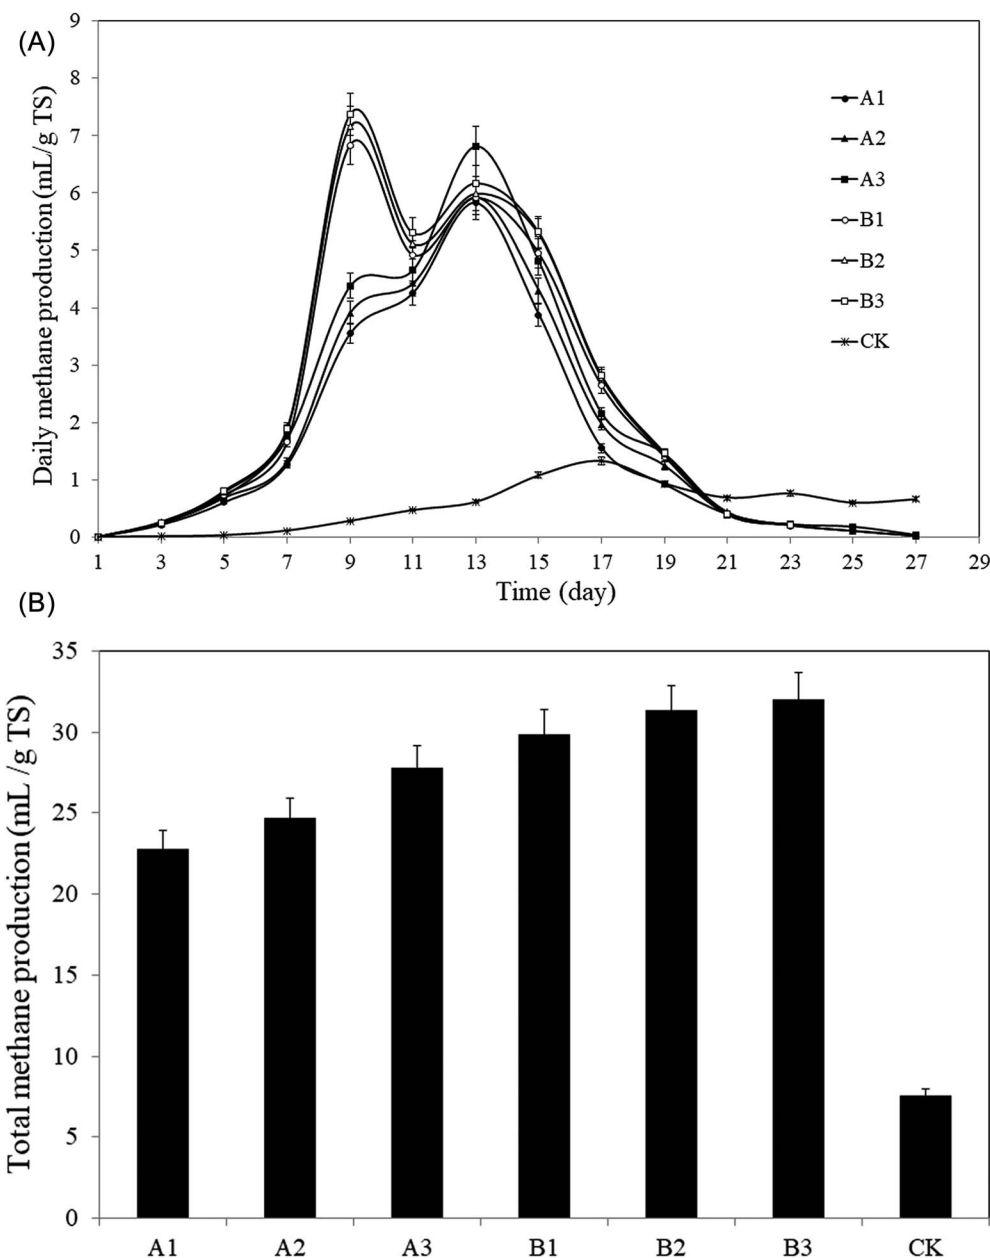 (A)
Daily methane production (mL/g TS)
9
8
7
6
5
4
3
2
1
0
A1
A2
A3
B1
B2
B3
CK
1 3 5 7 9 11 13 15 17 19 21 23 25 27 29
Time (day)
(B)
Total methane production (mL /g TS)
35
30
25
20
15
10
5
0
A1 A2 A3 B1 B2 B3 CK